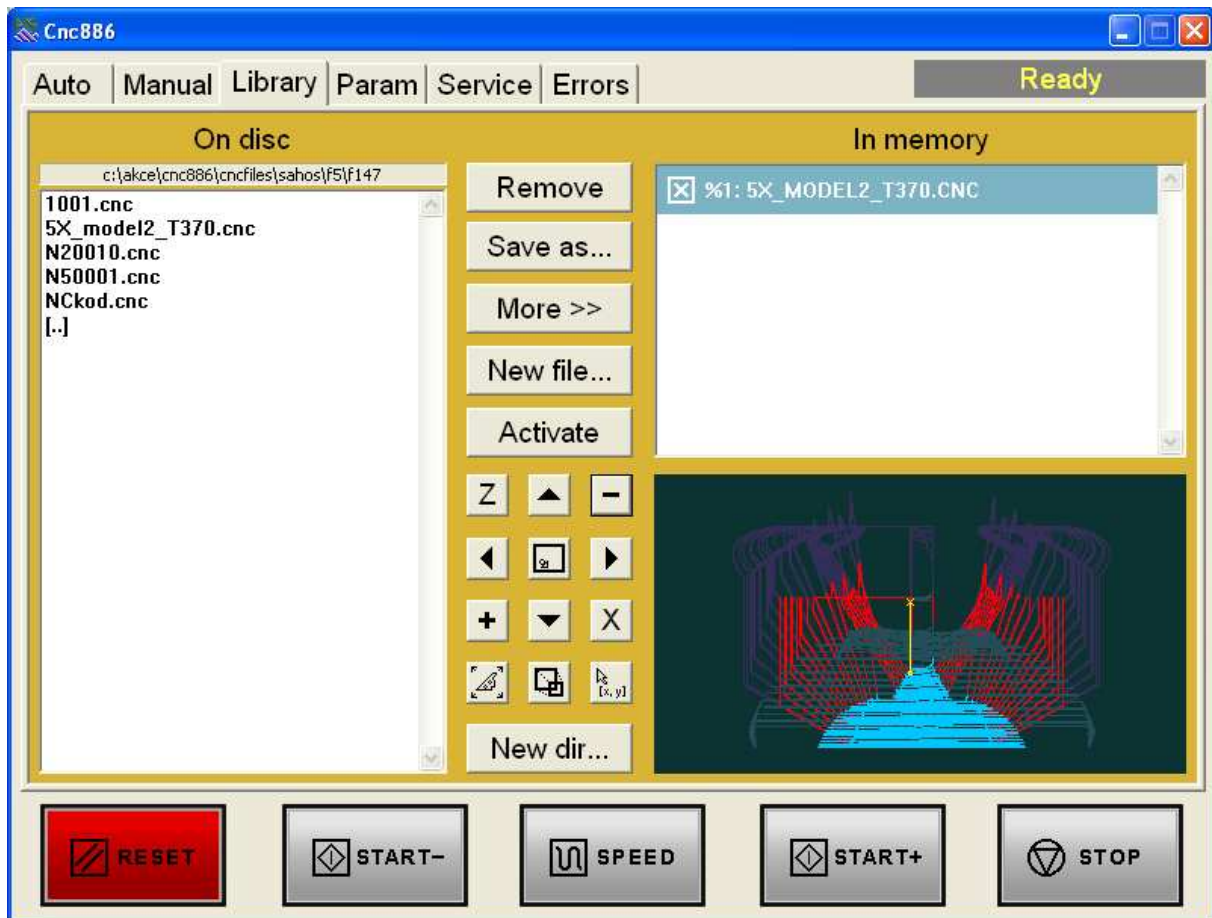 Cnc886
Auto Manual Library Param Service Errors
Ready
On disc
c:\akce\cnc886\cncfiles\sahos\f5\f147
1001.cnc
5X_model2_T370.cnc
N20010.cnc
N50001.cnc
NCkod.cnc
[..]
Remove
Save as...
More >>
New file...
Activate
Z
-
+
X
[x, y]
New dir...
In memory
%1: 5X_MODEL2_T370.CNC
RESET
START-
SPEED
START+
STOP